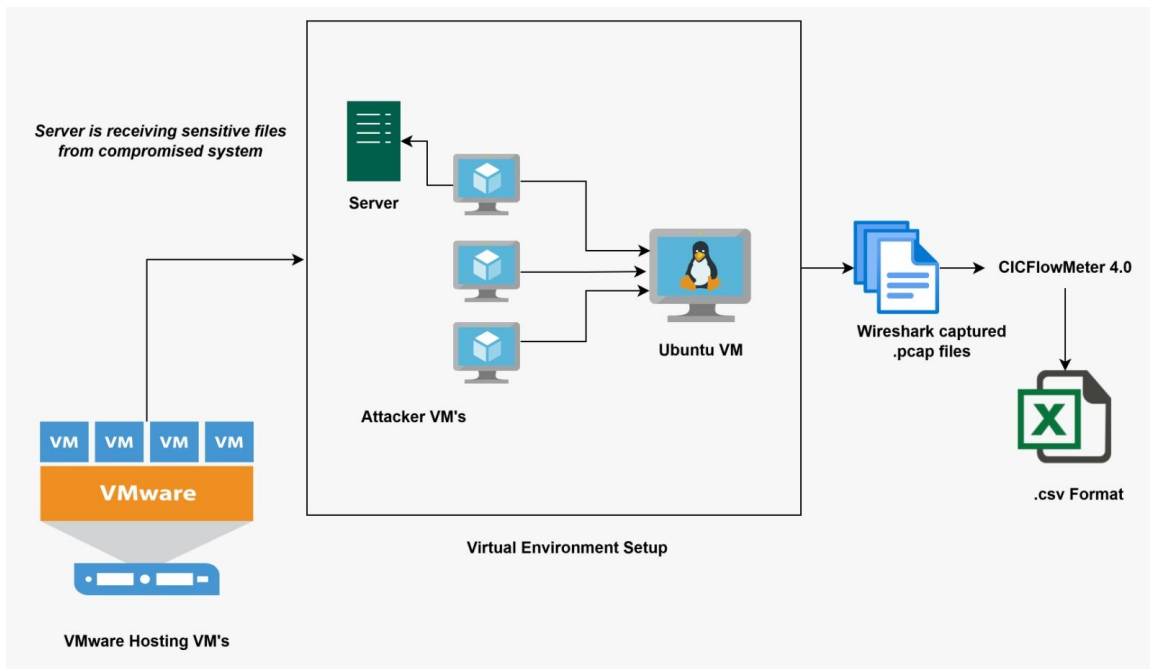 Server is receiving sensitive files
from compromised system
Server
Ubuntu VM
Attacker VM's
Wireshark captured
.pcap files
CICFlowMeter 4.0
X
.csv Format
VM VM VM VM
VMware
Virtual Environment Setup
VMware Hosting VM's